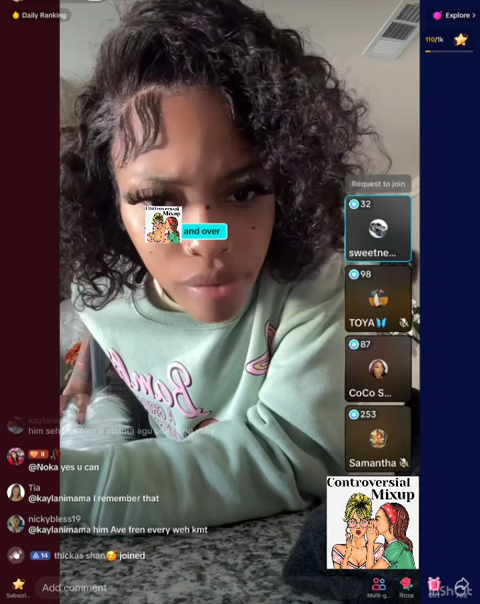 Daily Ranking
Explore >
110/1k
Controversial
Mixup
and over
Request to join
32
sweetne...
98
TOYA🦋
87
CoCo S...
253
Samantha
@Noka yes u can
Tia
@kaylanimama I remember that
nickybless19
@kaylanimama him Ave fren every weh kmt
Controversial
Mixup
14 thickas shan🥰 joined
Subscri...
Add comment
Multi-g...
Rose